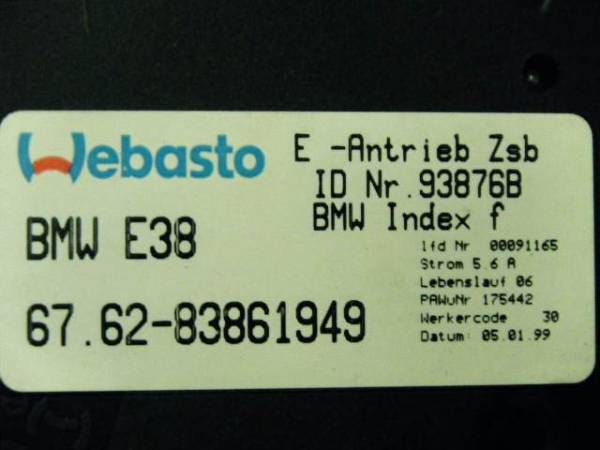 Webasto
E -Antrieb Zsb
ID Nr.93876B
BMW Index f
BMW E38
67.62-83861949
lfd Nr 00091165
Strom 5.6 A
Lebenslauf 06
PAWuNr 175442
Werkercode 30
Datum: 05.01.99